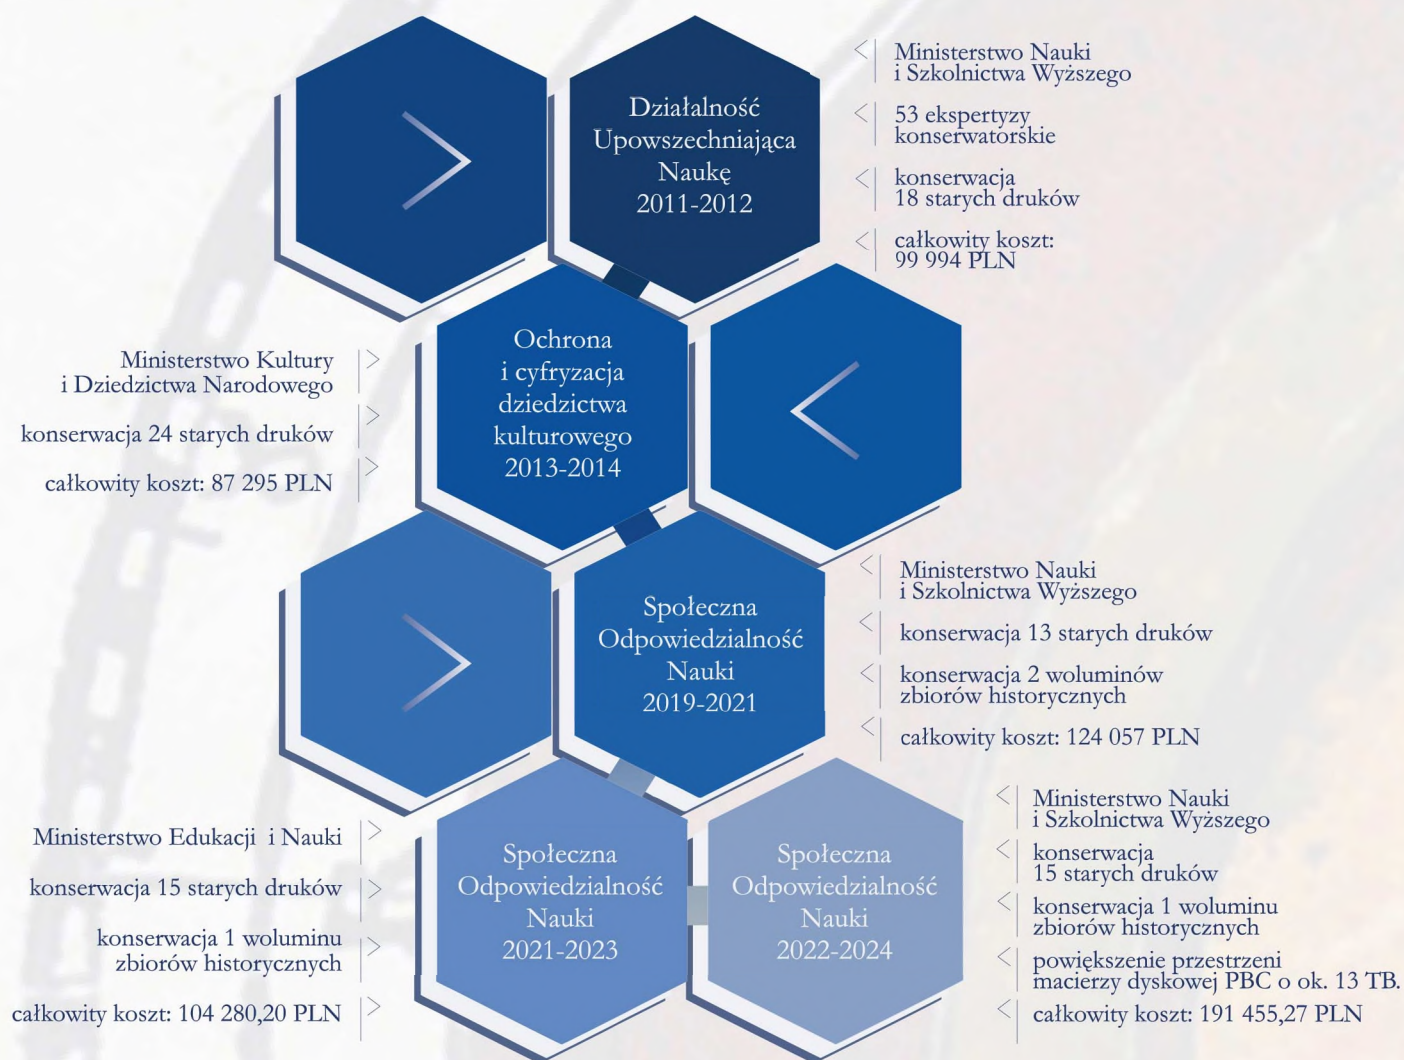 Działalność
Upowszechniająca
Naukę
2011-2012
Ministerstwo Nauki
i Szkolnictwa Wyższego
53 ekspertyzy
konserwatorskie
konserwacja
18 starych druków
całkowity koszt:
99 994 PLN
Ochrona
i cyfryzacja
dziedzictwa
kulturowego
2013-2014
Ministerstwo Kultury
i Dziedzictwa Narodowego
konserwacja 24 starych druków
całkowity koszt: 87 295 PLN
Społeczna
Odpowiedzialność
Nauki
2019-2021
Ministerstwo Nauki
i Szkolnictwa Wyższego
konserwacja 13 starych druków
konserwacja 2 woluminów
zbiorów historycznych
całkowity koszt: 124 057 PLN
Społeczna
Odpowiedzialność
Nauki
2021-2023
Ministerstwo Edukacji i Nauki
konserwacja 15 starych druków
konserwacja 1 woluminu
zbiorów historycznych
całkowity koszt: 104 280,20 PLN
Społeczna
Odpowiedzialność
Nauki
2022-2024
Ministerstwo Nauki
i Szkolnictwa Wyższego
konserwacja
15 starych druków
konserwacja 1 woluminu
zbiorów historycznych
powiększenie przestrzeni
macierzy dyskowej PBC o ok. 13 TB.
całkowity koszt: 191 455,27 PLN